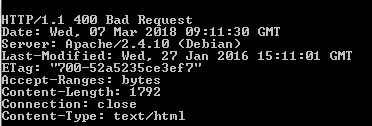 HTTP/1.1 400 Bad Request
Date: Wed, 07 Mar 2018 09:11:30 GMT
Server: Apache/2.4.10 (Debian)
Last-Modified: Wed, 27 Jan 2016 15:11:01 GMT
ETag: "700-52a5235ce3ef7"
Accept-Ranges: bytes
Content-Length: 1792
Connection: close
Content-Type: text/html